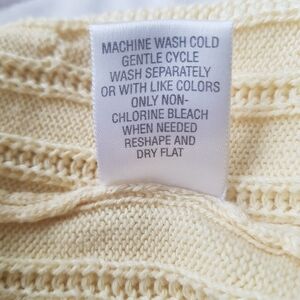 MACHINE WASH COLD
GENTLE CYCLE
WASH SEPARATELY
OR WITH LIKE COLORS
ONLY NON-
CHLORINE BLEACH
WHEN NEEDED
RESHAPE AND
DRY FLAT